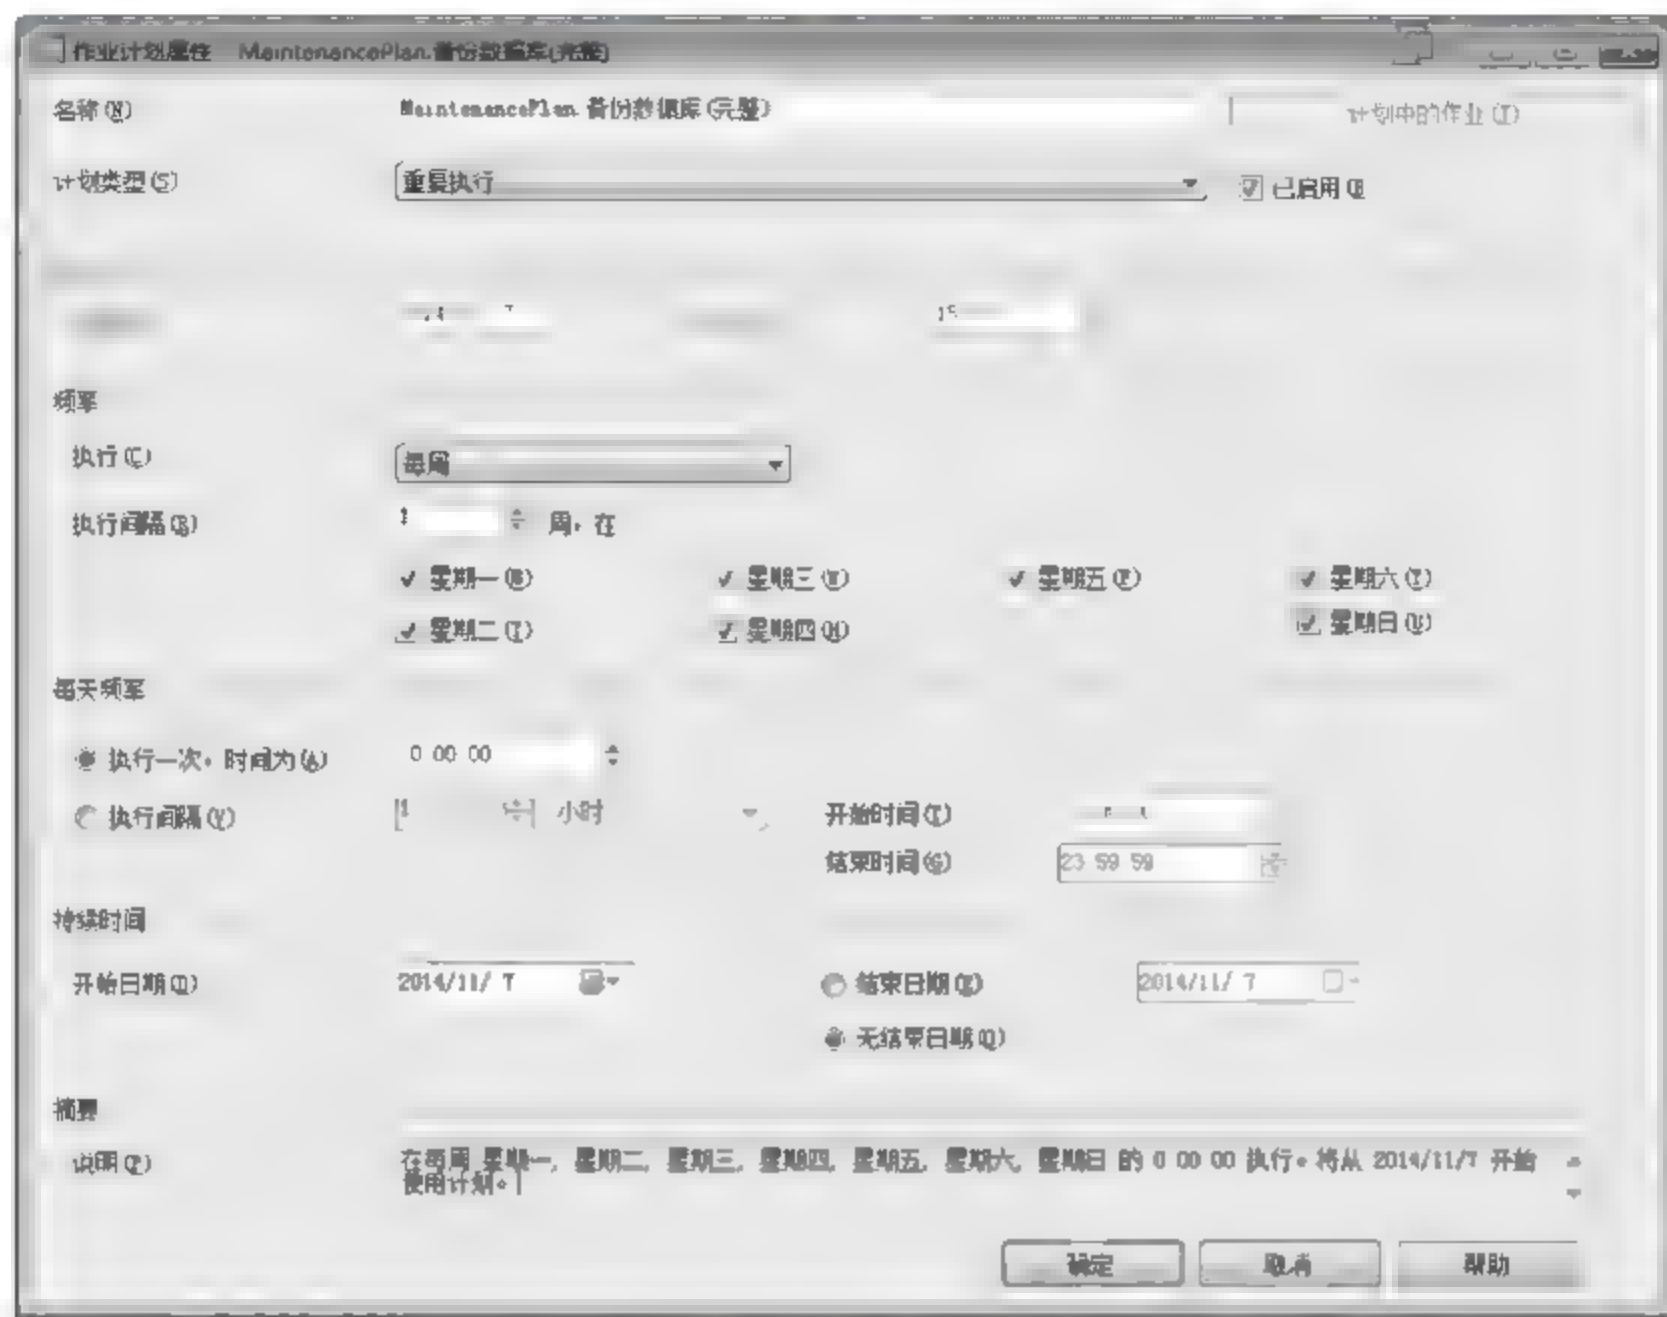 作业计划属性 MaintenancePlan.备份数据库(完整)
名称(N) MaintenancePlan.备份数据库(完整) 计划中的作业(J)
计划类型(S) 重复执行 已启用(B)
频率
执行(C) 每周
执行间隔(R) 1 周，在
星期一(M) 星期三(W) 星期五(F) 星期六(Y)
星期二(T) 星期四(H) 星期日(U)
每天频率
执行一次，时间为(A) 0 00 00
执行间隔(V) 1 小时 开始时间(I)
结束时间(G) 23 59 59
持续时间
开始日期(D) 2014/11/ 7 结束日期(E) 2014/11/ 7
无结束日期(O)
摘要
说明(P) 在每周 星期一, 星期二, 星期三, 星期四, 星期五, 星期六, 星期日 的 0 00 00 执行。将从 2014/11/7 开始
使用计划。
确定 取消 帮助